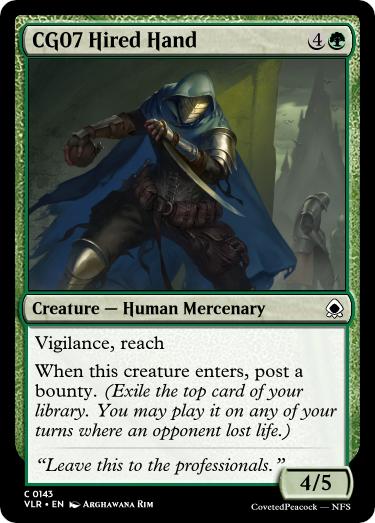 CG07 Hired Hand
4
Creature — Human Mercenary
Vigilance, reach
When this creature enters, post a
bounty. (Exile the top card of your
library. You may play it on any of your
turns where an opponent lost life.)
“Leave this to the professionals.”
4/5
C 0143
VLR • EN Arghawana Rim
CovetedPeacock — NFS